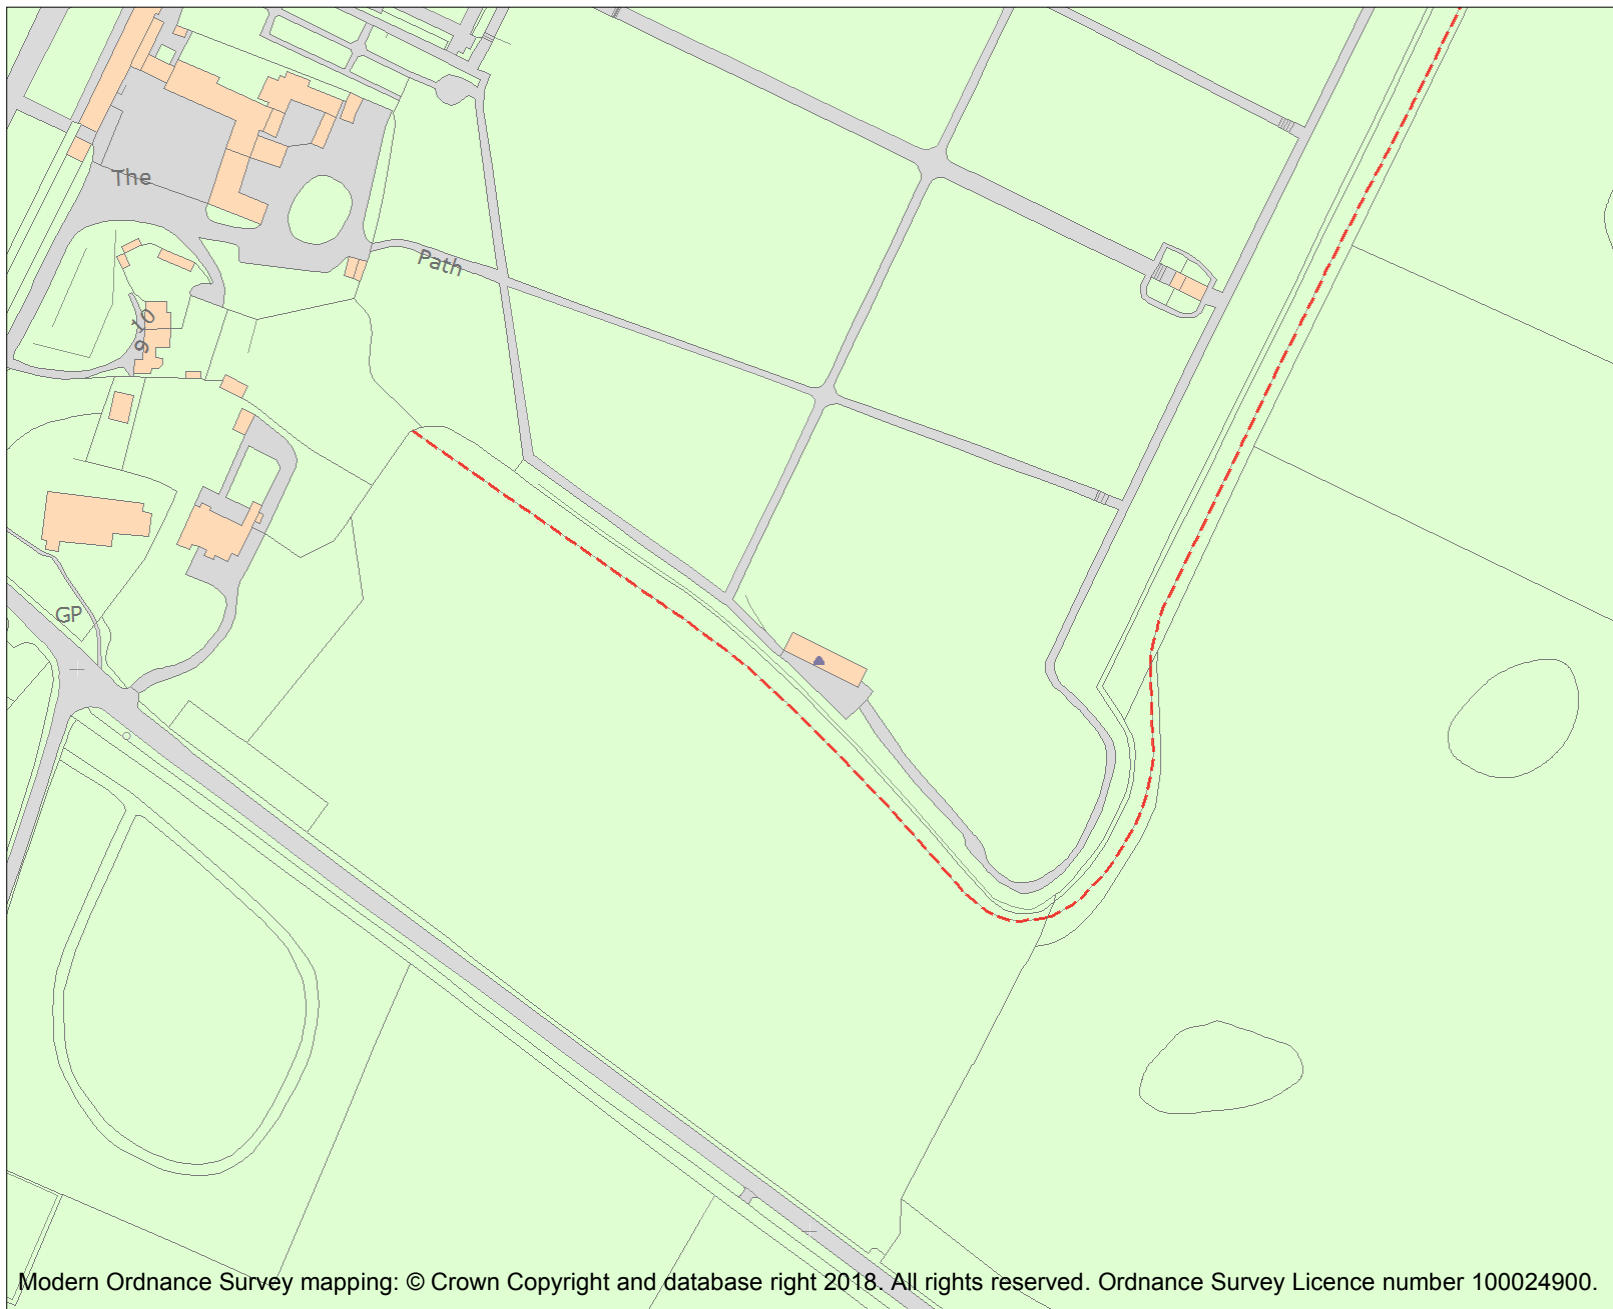 The
Path
10
9
GP
Modern Ordnance Survey mapping: © Crown Copyright and database right 2018. All rights reserved. Ordnance Survey Licence number 100024900.